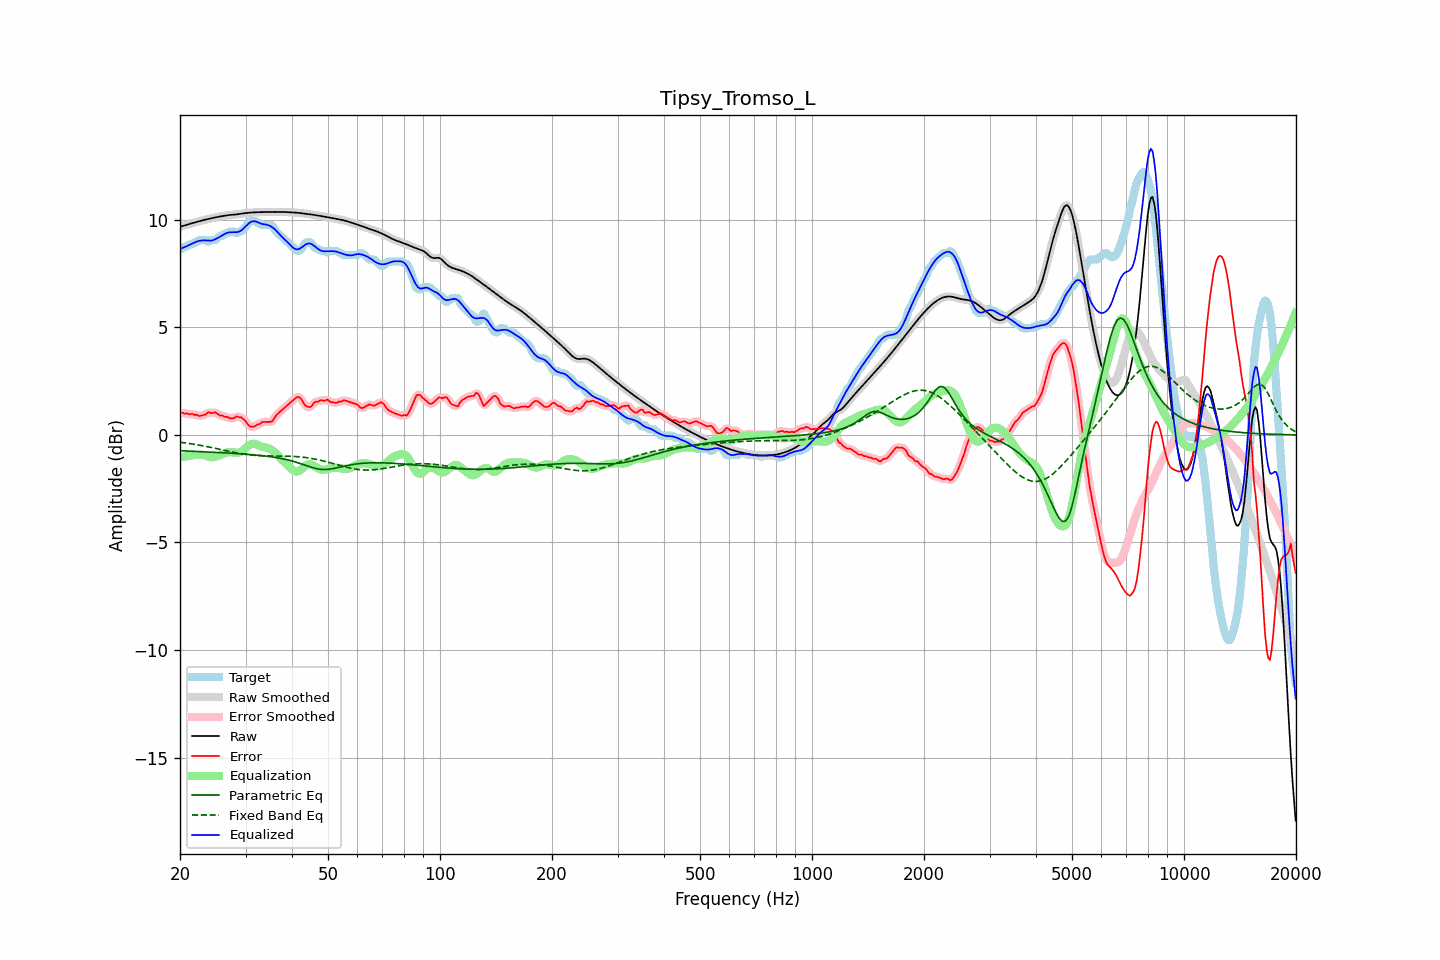 Tipsy_Tromso_L
Amplitude (dBr)
10
5
0
−5
−10
−15
Target
Raw Smoothed
Error Smoothed
Raw
Error
Equalization
Parametric Eq
Fixed Band Eq
Equalized
20 50 100 200 500 1000 2000 5000 10000 20000
Frequency (Hz)